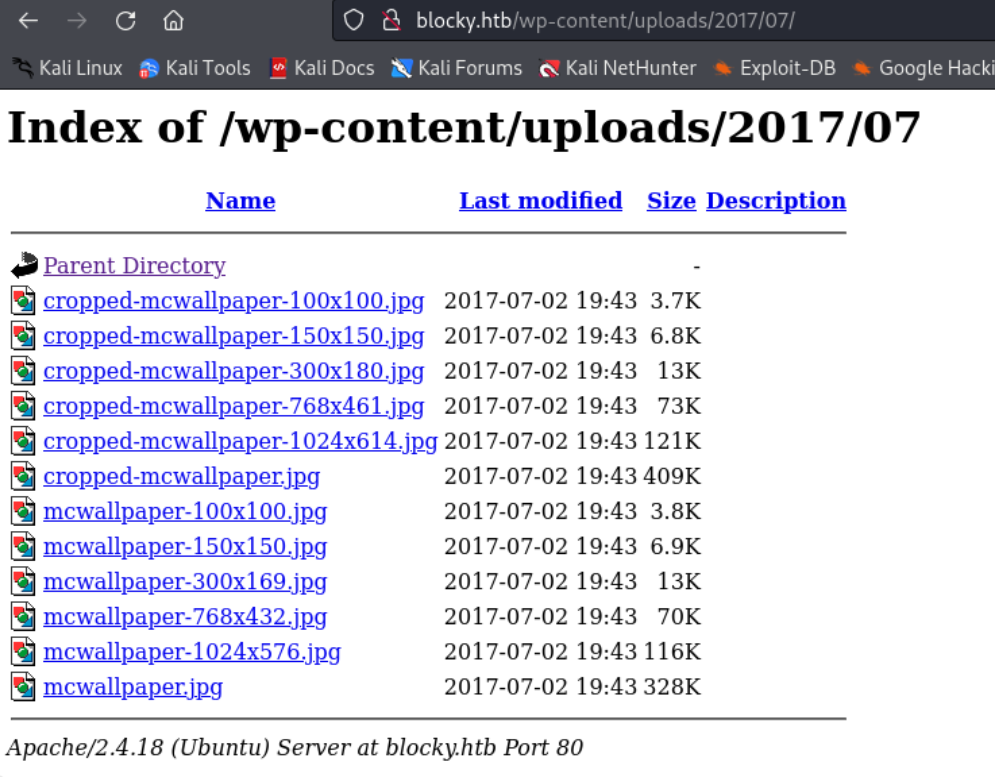 blocky.htb/wp-content/uploads/2017/07/
Kali Linux Kali Tools Kali Docs Kali Forums Kali NetHunter Exploit-DB Google Hacki
Index of /wp-content/uploads/2017/07
Name Last modified Size Description
Parent Directory -
cropped-mcwallpaper-100x100.jpg 2017-07-02 19:43 3.7K
cropped-mcwallpaper-150x150.jpg 2017-07-02 19:43 6.8K
cropped-mcwallpaper-300x180.jpg 2017-07-02 19:43 13K
cropped-mcwallpaper-768x461.jpg 2017-07-02 19:43 73K
cropped-mcwallpaper-1024x614.jpg 2017-07-02 19:43 121K
cropped-mcwallpaper.jpg 2017-07-02 19:43 409K
mcwallpaper-100x100.jpg 2017-07-02 19:43 3.8K
mcwallpaper-150x150.jpg 2017-07-02 19:43 6.9K
mcwallpaper-300x169.jpg 2017-07-02 19:43 13K
mcwallpaper-768x432.jpg 2017-07-02 19:43 70K
mcwallpaper-1024x576.jpg 2017-07-02 19:43 116K
mcwallpaper.jpg 2017-07-02 19:43 328K
Apache/2.4.18 (Ubuntu) Server at blocky.htb Port 80